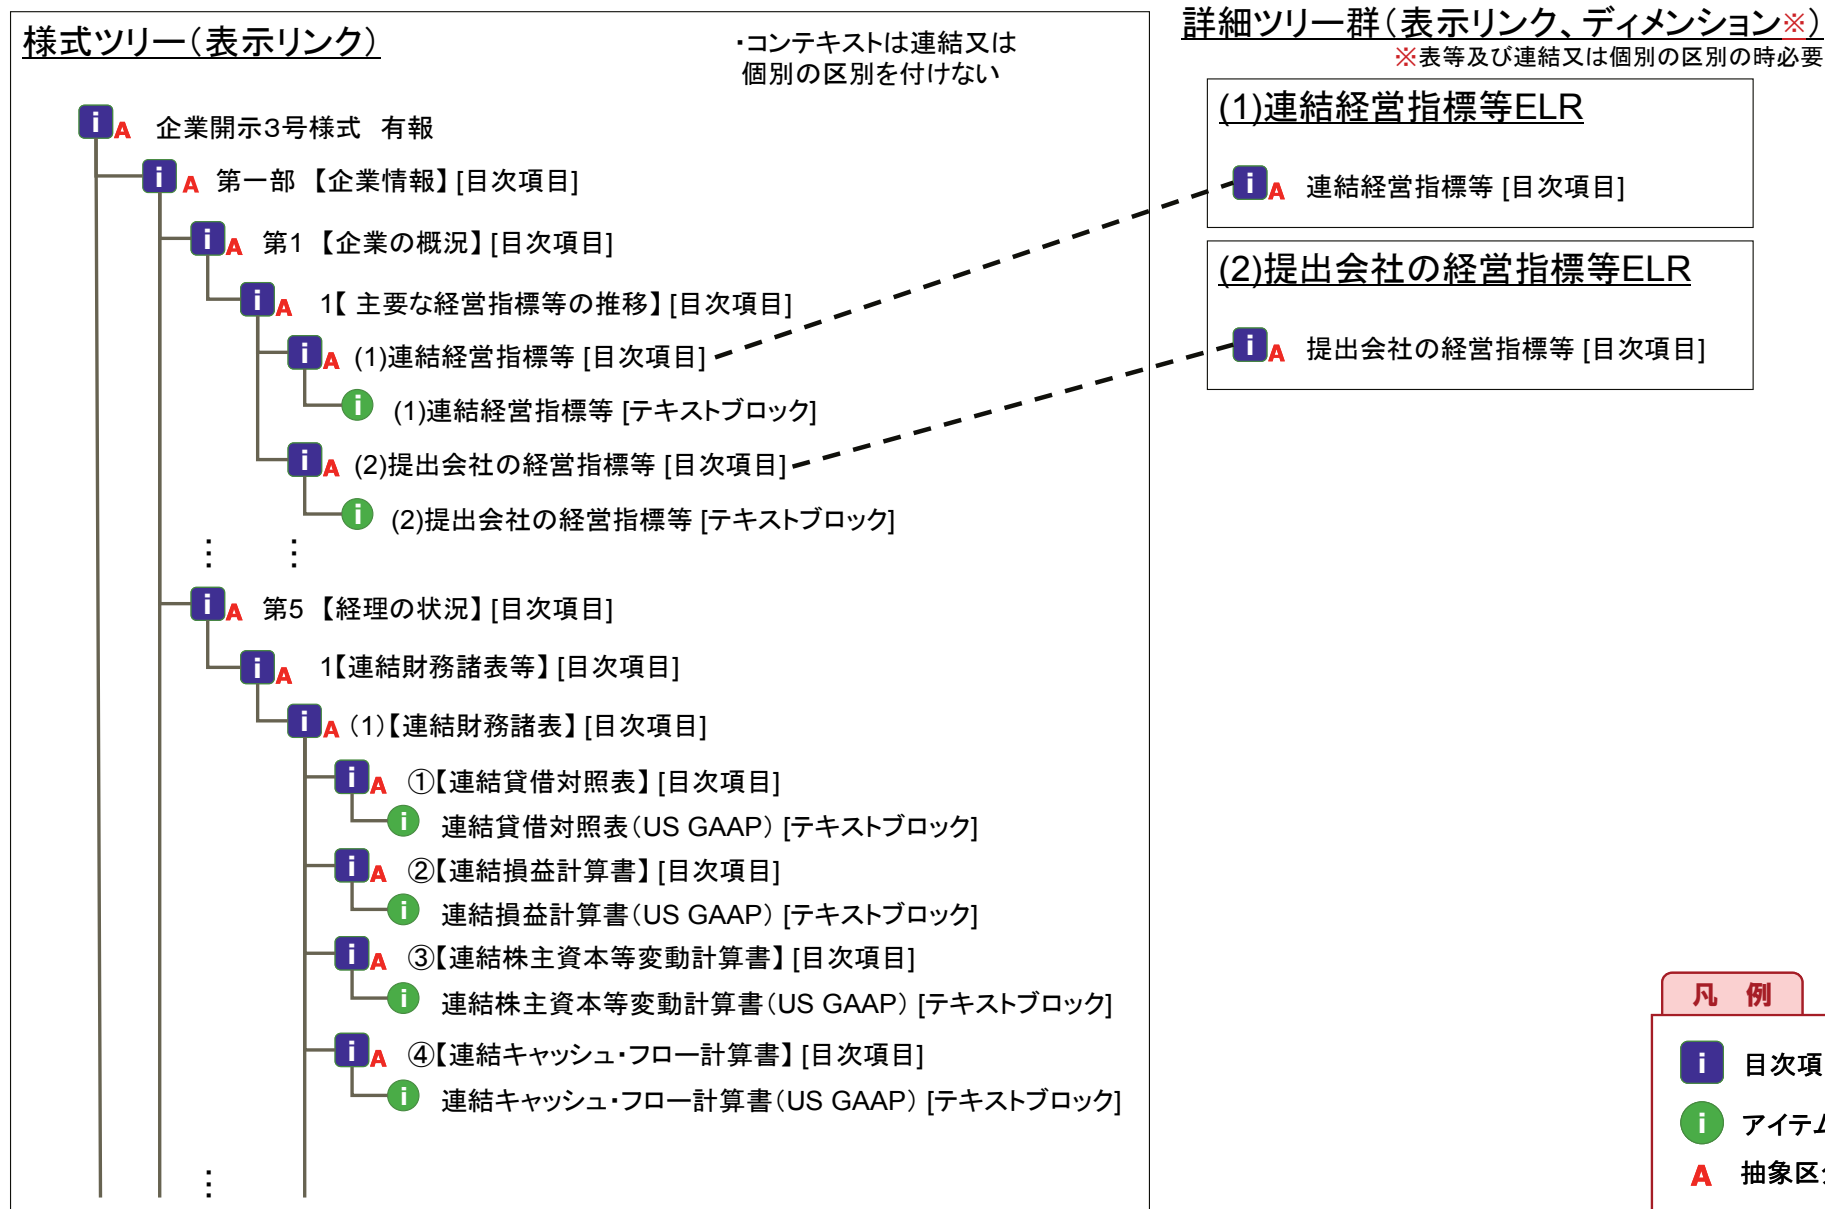 様式ツリー（表示リンク）
・コンテキストは連結又は
個別の区別を付けない
i A 企業開示３号様式　有報
i A 第一部 【企業情報】 [目次項目]
i A 第1 【企業の概況】 [目次項目]
i A 1【 主要な経営指標等の推移】 [目次項目]
i A (1)連結経営指標等 [目次項目]
i (1)連結経営指標等 [テキストブロック]
i A (2)提出会社の経営指標等 [目次項目]
i (2)提出会社の経営指標等 [テキストブロック]
⋮ ⋮
i A 第5 【経理の状況】 [目次項目]
i A 1【連結財務諸表等】 [目次項目]
i A （1）【連結財務諸表】 [目次項目]
i A ①【連結貸借対照表】 [目次項目]
i 連結貸借対照表（US GAAP） [テキストブロック]
i A ②【連結損益計算書】 [目次項目]
i 連結損益計算書（US GAAP） [テキストブロック]
i A ③【連結株主資本等変動計算書】 [目次項目]
i 連結株主資本等変動計算書（US GAAP） [テキストブロック]
i A ④【連結キャッシュ・フロー計算書】 [目次項目]
i 連結キャッシュ・フロー計算書（US GAAP） [テキストブロック]
⋮
詳細ツリー群（表示リンク、ディメンション※）
※表等及び連結又は個別の区別の時必要
(1)連結経営指標等ELR
i A 連結経営指標等 [目次項目]
(2)提出会社の経営指標等ELR
i A 提出会社の経営指標等 [目次項目]
凡 例
i 目次項
i アイテム
A 抽象区